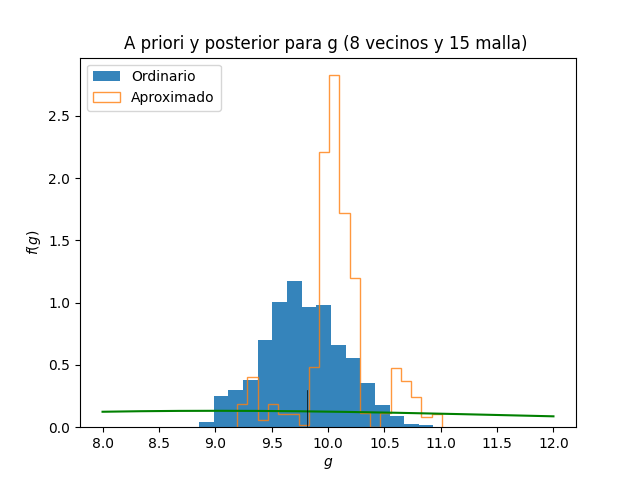 A priori y posterior para g (8 vecinos y 15 malla)
Ordinario
Aproximado
f(g)
2.5
2.0
1.5
1.0
0.5
0.0
8.0 8.5 9.0 9.5 10.0 10.5 11.0 11.5 12.0
g